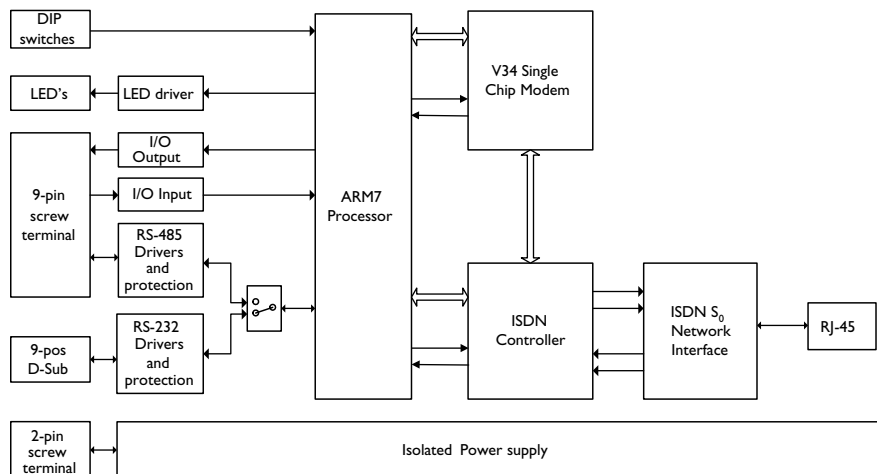 DIP
switches
LED's
LED driver
9-pin
screw
terminal
I/O
Output
I/O Input
RS-485
Drivers
and
protection
9-pos
D-Sub
RS-232
Drivers
and
protection
2-pin
screw
terminal
Isolated Power supply
ARM7
Processor
V34 Single
Chip Modem
ISDN
Controller
ISDN S₀
Network
Interface
RJ-45